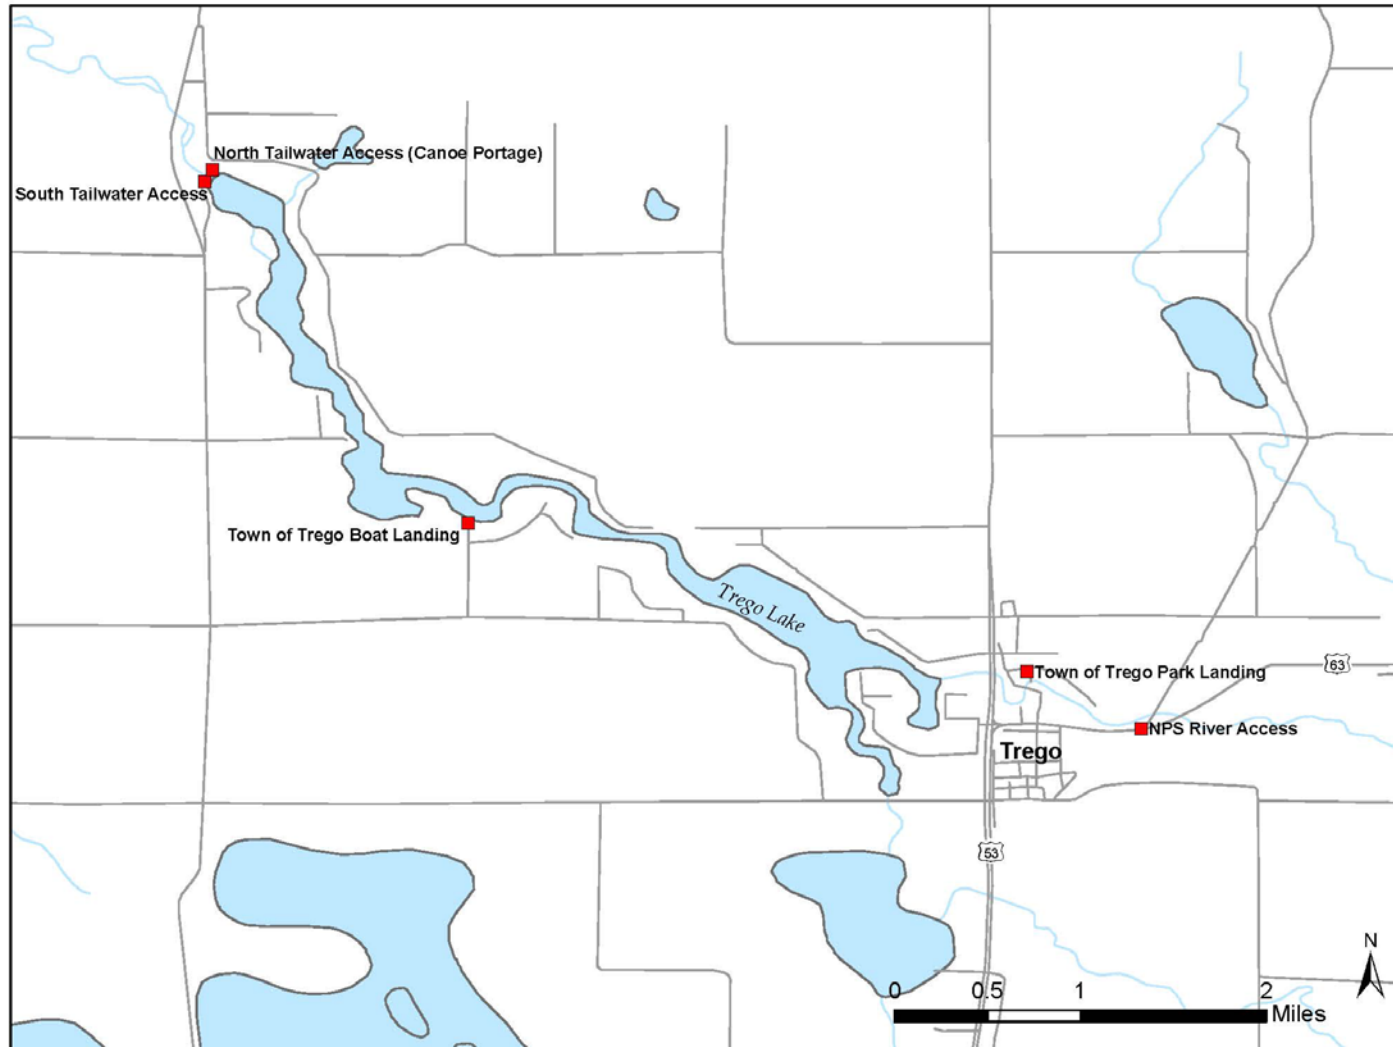 North Tailwater Access (Canoe Portage)
South Tailwater Access
Town of Trego Boat Landing
Trego Lake
63
Town of Trego Park Landing
NPS River Access
Trego
53
N
0 0.5 1 2
Miles